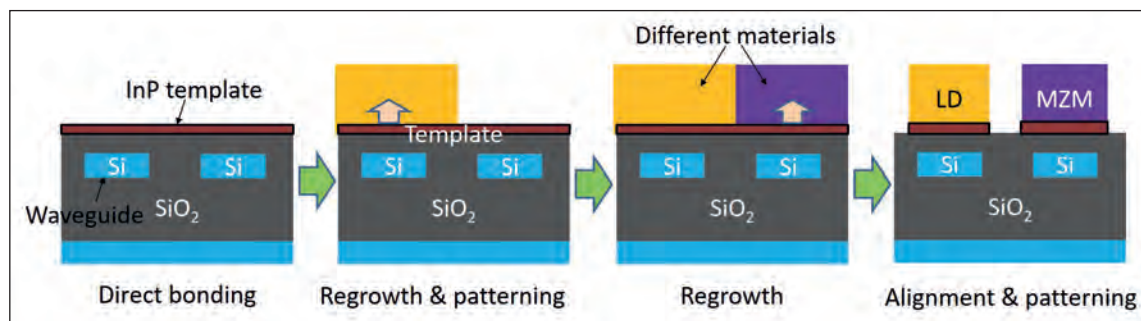 InP template
Si
Si
Waveguide
SiO₂
Direct bonding
Template
Si
Si
SiO₂
Regrowth & patterning
Different materials
Si
Si
SiO₂
Regrowth
LD
MZM
Si
Si
SiO₂
Alignment & patterning